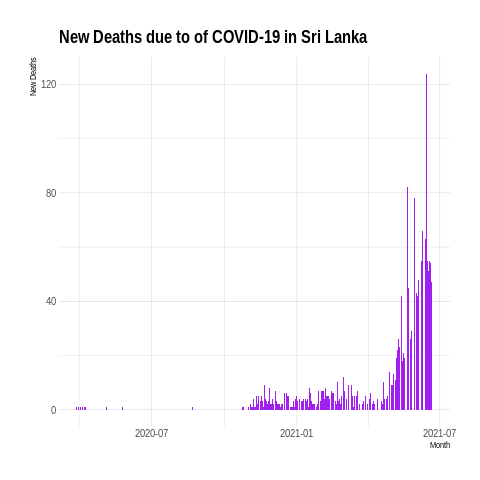 New Deaths due to of COVID-19 in Sri Lanka
New Deaths
120
80
40
0
2020-07
2021-01
2021-07
Month